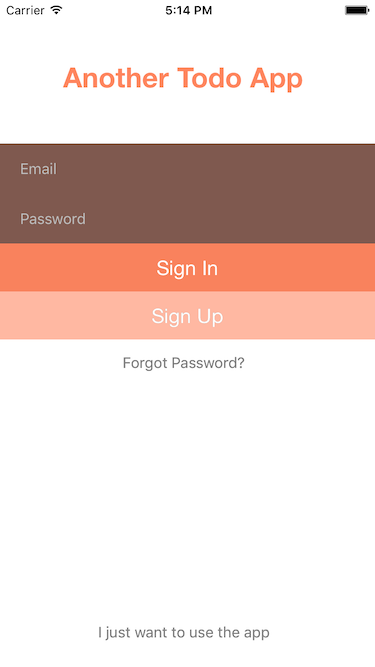 Carrier 5:14 PM
Another Todo App
Email
Password
Sign In
Sign Up
Forgot Password?
I just want to use the app